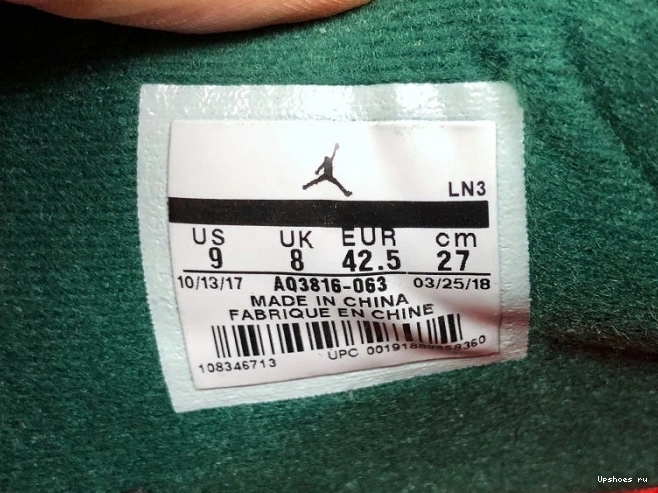 LN3
US UK EUR cm
9 8 42.5 27
10/13/17 AQ3816-063 03/25/18
MADE IN CHINA
FABRIQUE EN CHINE
108346713 UPC
Upshoes ru